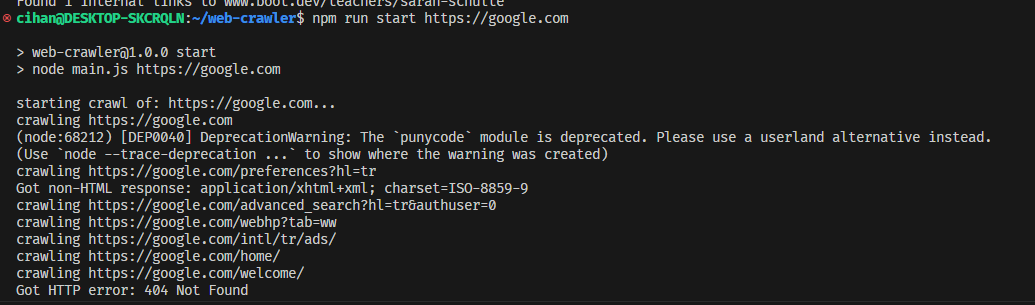 Found 1 internal links to www.boot.dev/teachers/sarah-schulte
cihan@DESKTOP-SKCRQLN:~/web-crawler$ npm run start https://google.com
> web-crawler@1.0.0 start
> node main.js https://google.com
starting crawl of: https://google.com...
crawling https://google.com
(node:68212) [DEP0040] DeprecationWarning: The `punycode` module is deprecated. Please use a userland alternative instead.
(Use `node --trace-deprecation ...` to show where the warning was created)
crawling https://google.com/preferences?hl=tr
Got non-HTML response: application/xhtml+xml; charset=ISO-8859-9
crawling https://google.com/advanced_search?hl=tr&authuser=0
crawling https://google.com/webhp?tab=ww
crawling https://google.com/intl/tr/ads/
crawling https://google.com/home/
crawling https://google.com/welcome/
Got HTTP error: 404 Not Found